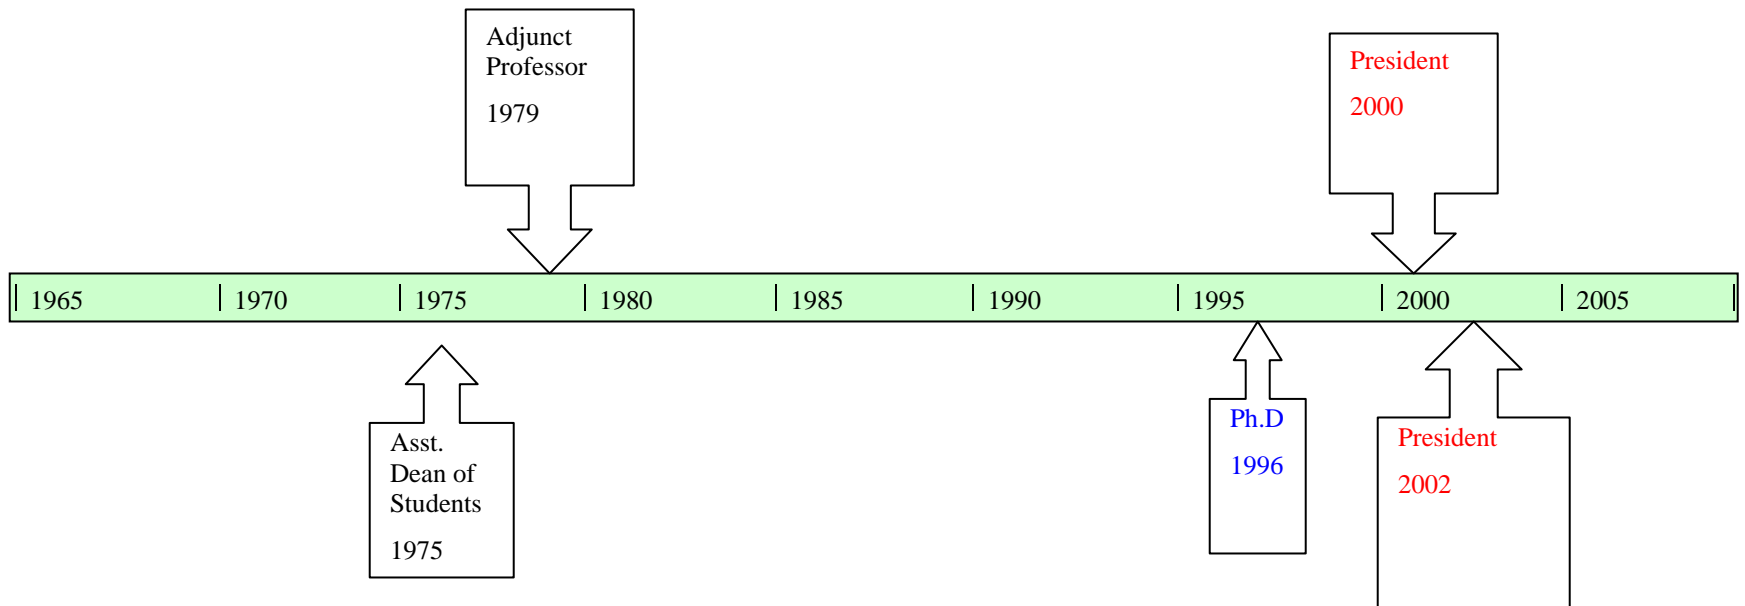 Adjunct
Professor
1979
President
2000
1965
1970
1975
1980
1985
1990
1995
2000
2005
Asst.
Dean of
Students
1975
Ph.D
1996
President
2002